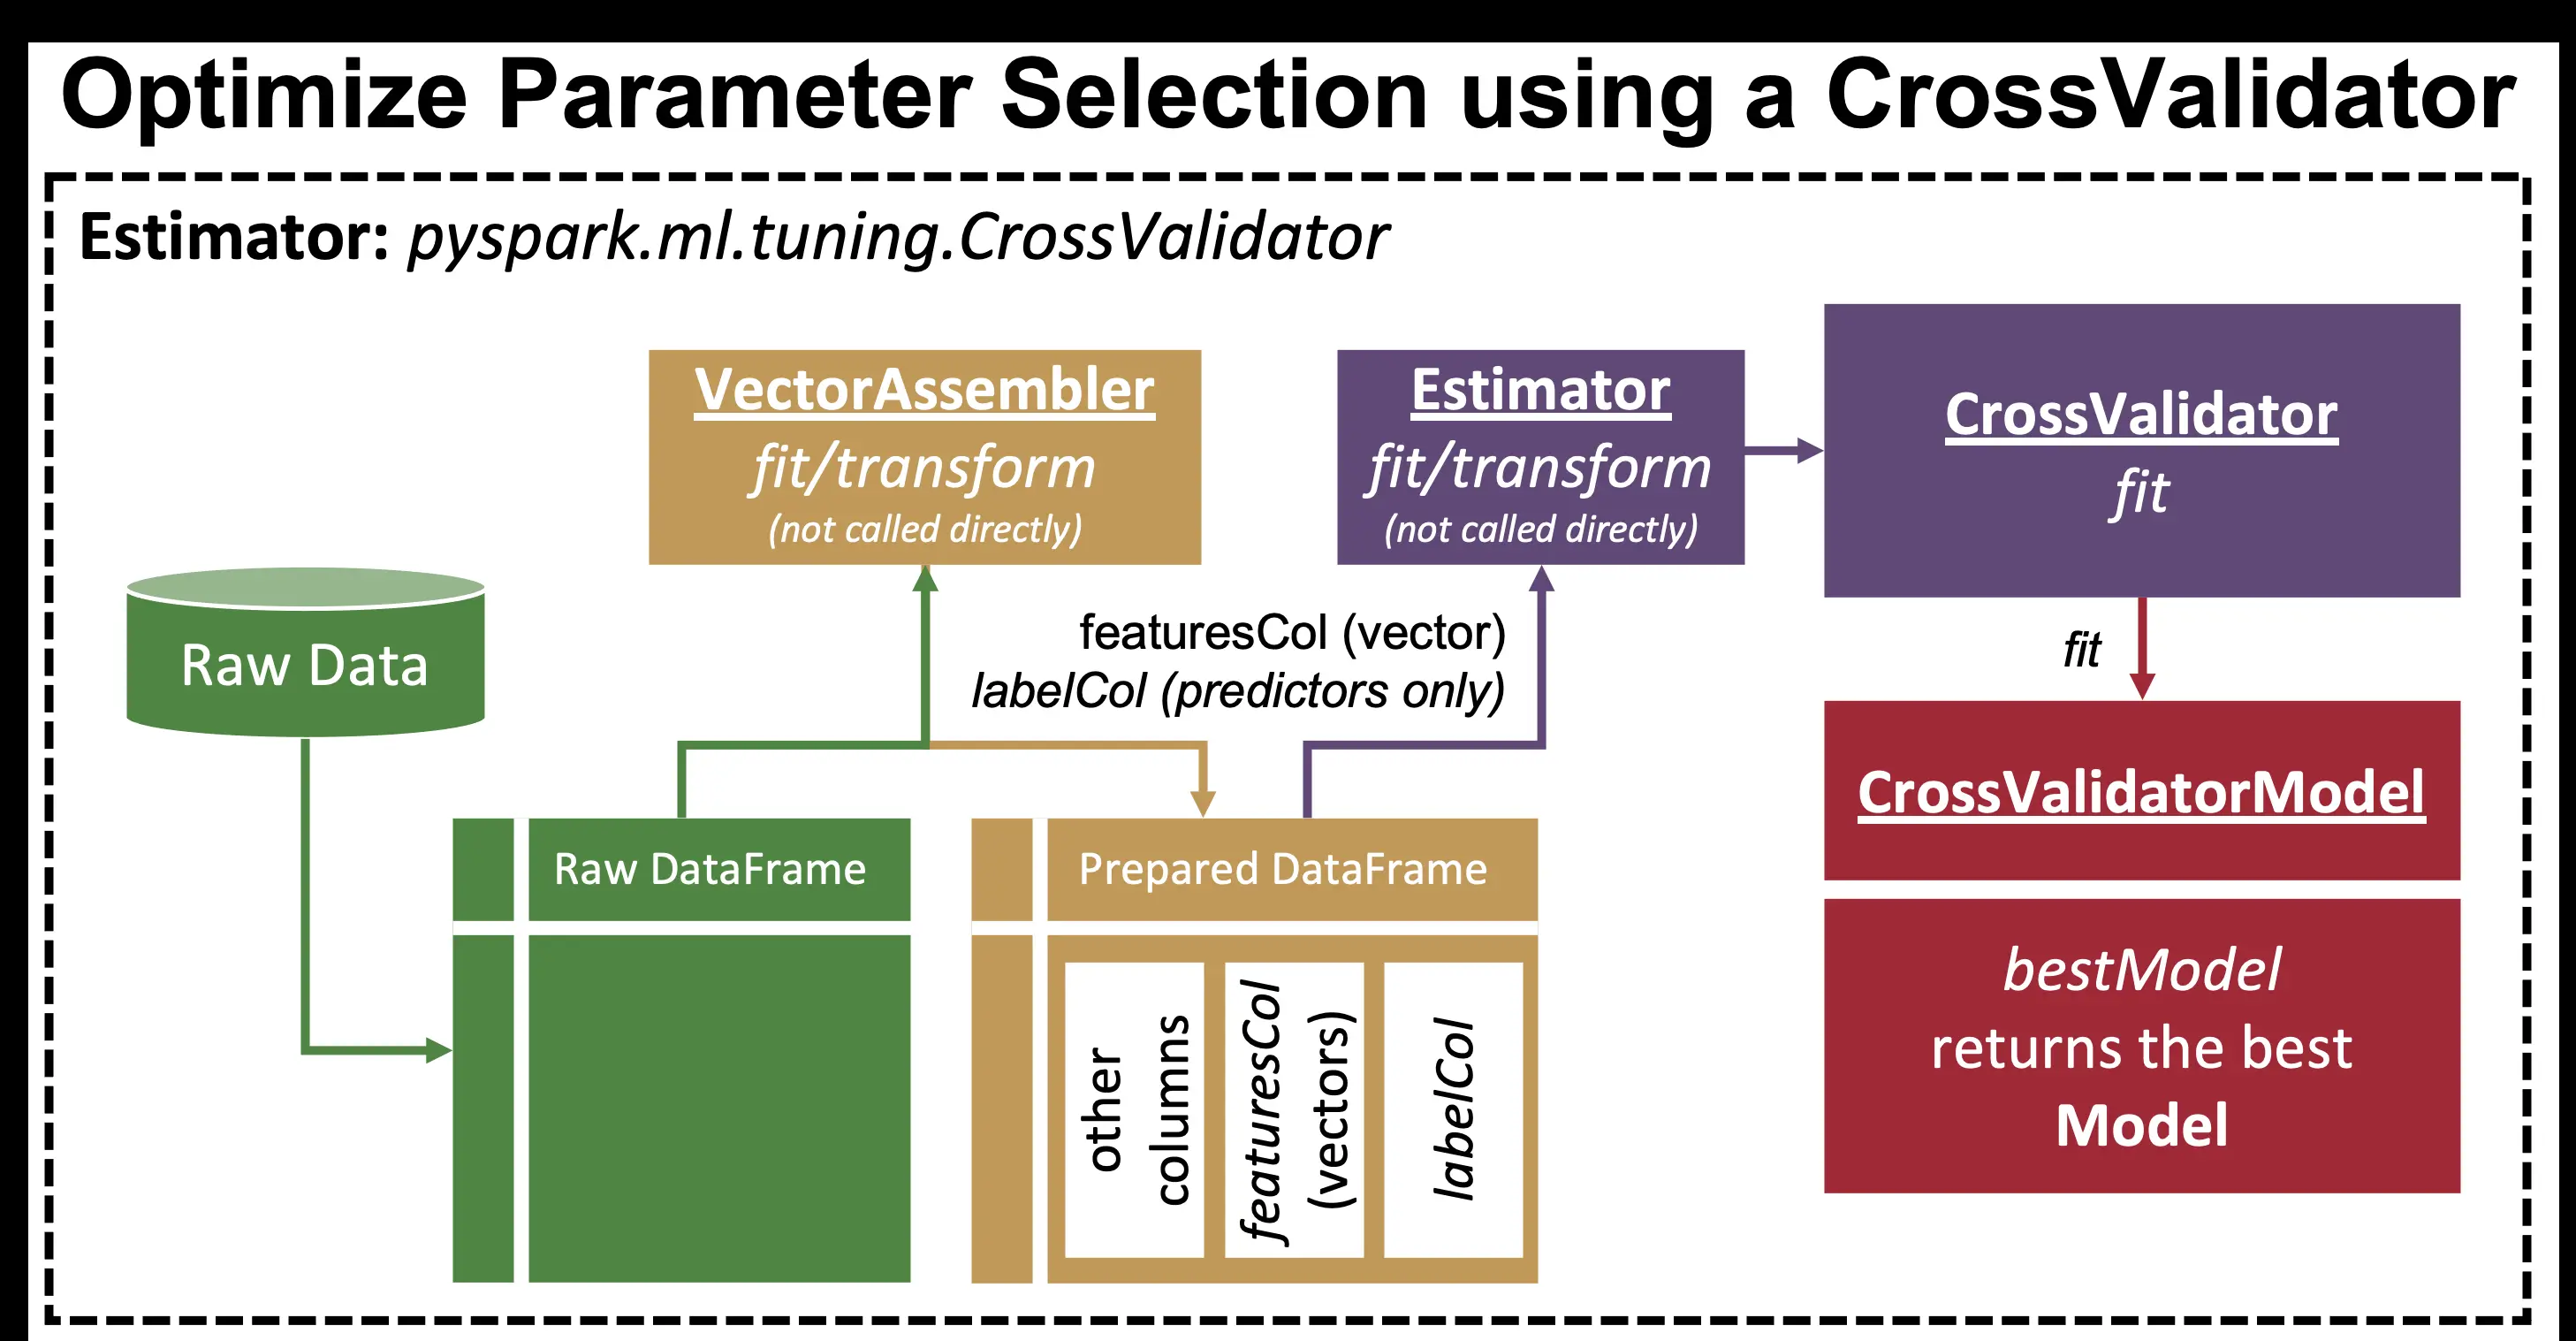 Optimize Parameter Selection using a CrossValidator
Estimator: pyspark.ml.tuning.CrossValidator
VectorAssembler
fit/transform
(not called directly)
Estimator
fit/transform
(not called directly)
CrossValidator
fit
Raw Data
featuresCol (vector)
labelCol (predictors only)
fit
Raw DataFrame
Prepared DataFrame
other
columns
featuresCol
(vectors)
labelCol
CrossValidatorModel
bestModel
returns the best
Model